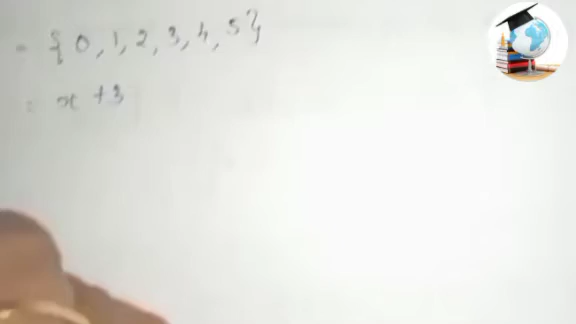 = {0, 1, 2, 3, 4, 5}
= x + 3